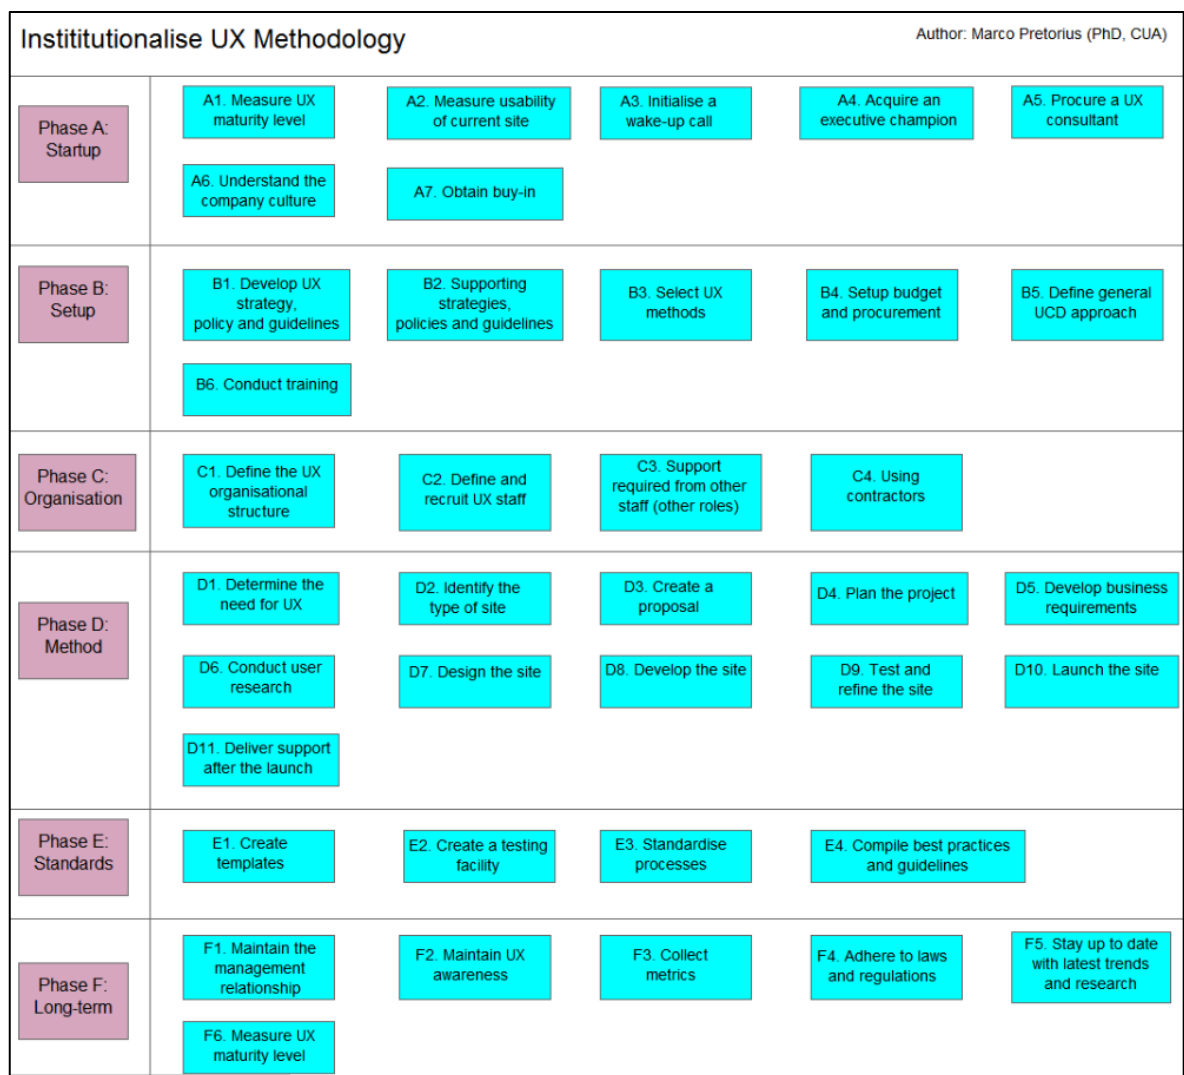 Instititutionalise UX Methodology
Author: Marco Pretorius (PhD, CUA)
Phase A:
Startup
A1. Measure UX
maturity level
A2. Measure usability
of current site
A3. Initialise a
wake-up call
A4. Acquire an
executive champion
A5. Procure a UX
consultant
A6. Understand the
company culture
A7. Obtain buy-in
Phase B:
Setup
B1. Develop UX
strategy,
policy and guidelines
B2. Supporting
strategies,
policies and guidelines
B3. Select UX
methods
B4. Setup budget
and procurement
B5. Define general
UCD approach
B6. Conduct training
Phase C:
Organisation
C1. Define the UX
organisational
structure
C2. Define and
recruit UX staff
C3. Support
required from other
staff (other roles)
C4. Using
contractors
Phase D:
Method
D1. Determine the
need for UX
D2. Identify the
type of site
D3. Create a
proposal
D4. Plan the project
D5. Develop business
requirements
D6. Conduct user
research
D7. Design the site
D8. Develop the site
D9. Test and
refine the site
D10. Launch the site
D11. Deliver support
after the launch
Phase E:
Standards
E1. Create
templates
E2. Create a testing
facility
E3. Standardise
processes
E4. Compile best practices
and guidelines
Phase F:
Long-term
F1. Maintain the
management
relationship
F2. Maintain UX
awareness
F3. Collect
metrics
F4. Adhere to laws
and regulations
F5. Stay up to date
with latest trends
and research
F6. Measure UX
maturity level